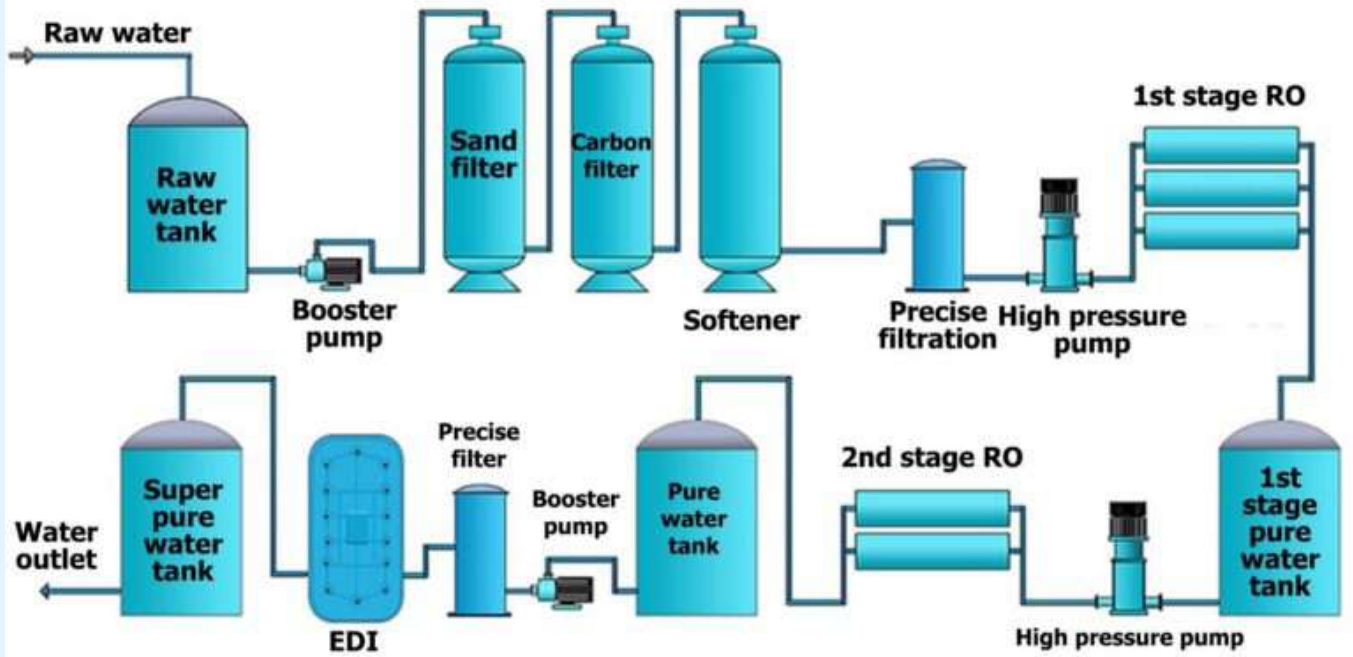 Raw water
Raw
water
tank
Booster
pump
Sand
filter
Carbon
filter
Softener
Precise
filtration
High pressure
pump
1st stage RO
1st
stage
pure
water
tank
High pressure pump
2nd stage RO
Pure
water
tank
Booster
pump
Precise
filter
EDI
Super
pure
water
tank
Water
outlet